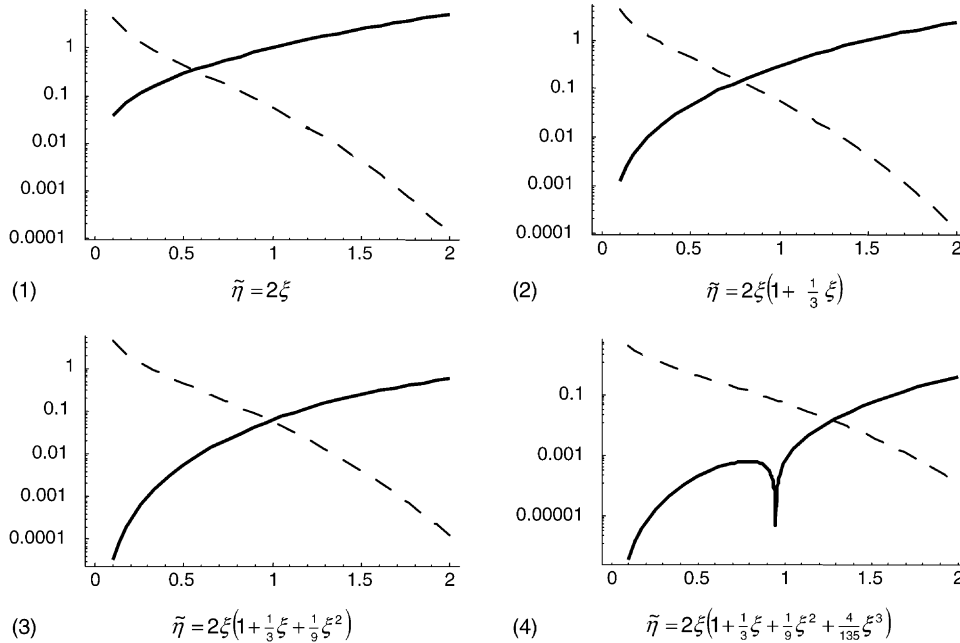 1
0.1
0.01
0.001
0.0001
0 0.5 1 1.5 2
(1) η̃ = 2ξ
1
0.1
0.01
0.001
0.0001
0 0.5 1 1.5 2
(2) η̃ = 2ξ(1+ 1/3 ξ)
1
0.1
0.01
0.001
0.0001
0 0.5 1 1.5 2
(3) η̃ = 2ξ(1+ 1/3 ξ + 1/9 ξ²)
0.1
0.001
0.00001
0 0.5 1 1.5 2
(4) η̃ = 2ξ(1+ 1/3 ξ + 1/9 ξ² + 4/135 ξ³)